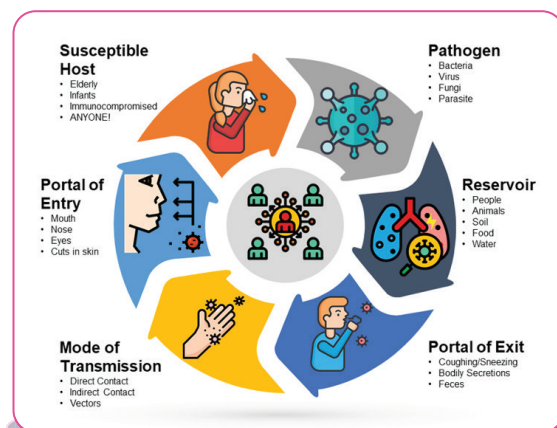 Susceptible
Host
• Elderly
• Infants
• Immunocompromised
• ANYONE!
Pathogen
• Bacteria
• Virus
• Fungi
• Parasite
Reservoir
• People
• Animals
• Soil
• Food
• Water
Portal of Exit
• Coughing/Sneezing
• Bodily Secretions
• Feces
Mode of
Transmission
• Direct Contact
• Indirect Contact
• Vectors
Portal of
Entry
• Mouth
• Nose
• Eyes
• Cuts in skin